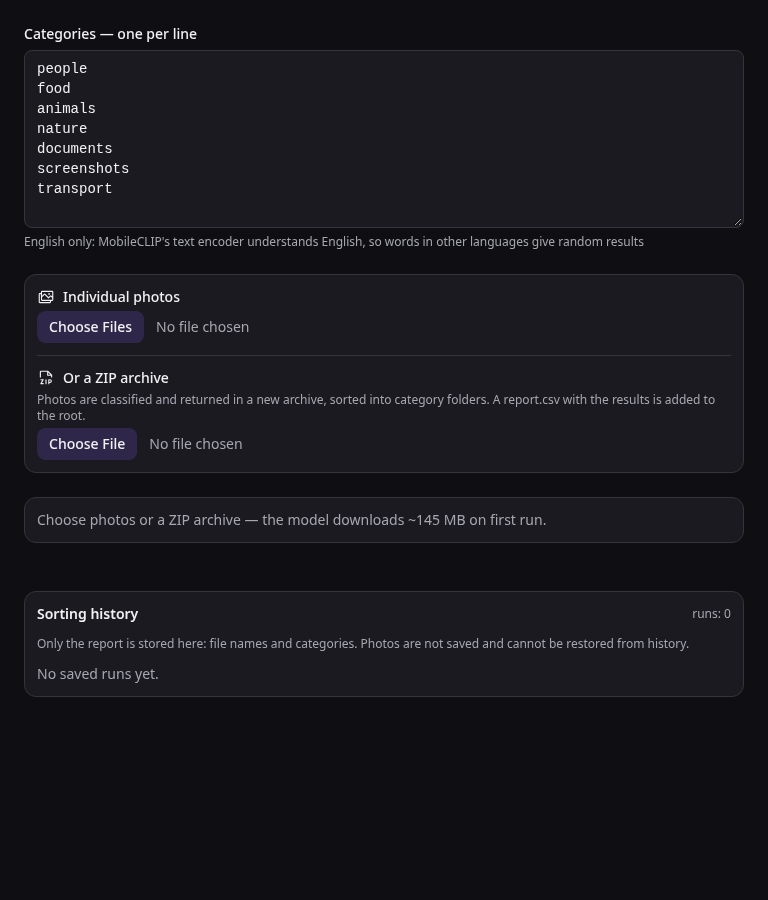 Categories — one per line
people
food
animals
nature
documents
screenshots
transport
English only: MobileCLIP's text encoder understands English, so words in other languages give random results
Individual photos
Choose Files No file chosen
ZIP Or a ZIP archive
Photos are classified and returned in a new archive, sorted into category folders. A report.csv with the results is added to
the root.
Choose File No file chosen
Choose photos or a ZIP archive — the model downloads ~145 MB on first run.
Sorting history runs: 0
Only the report is stored here: file names and categories. Photos are not saved and cannot be restored from history.
No saved runs yet.